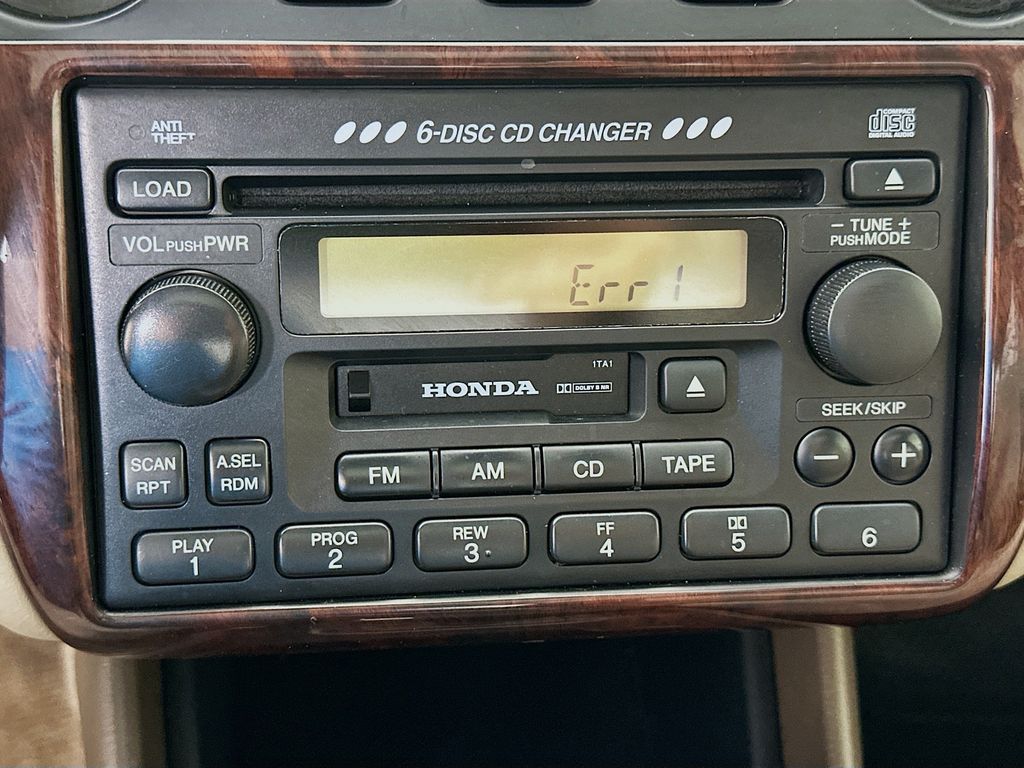 ANTI THEFT
6-DISC CD CHANGER
COMPACT disc DIGITAL AUDIO
LOAD
VOL PUSH PWR
- TUNE +
PUSH MODE
Err1
1TA1
HONDA
DOLBY B NR
SEEK/SKIP
SCAN
RPT
A.SEL
RDM
FM
AM
CD
TAPE
- +
PLAY
1
PROG
2
REW
3
FF
4
5
6